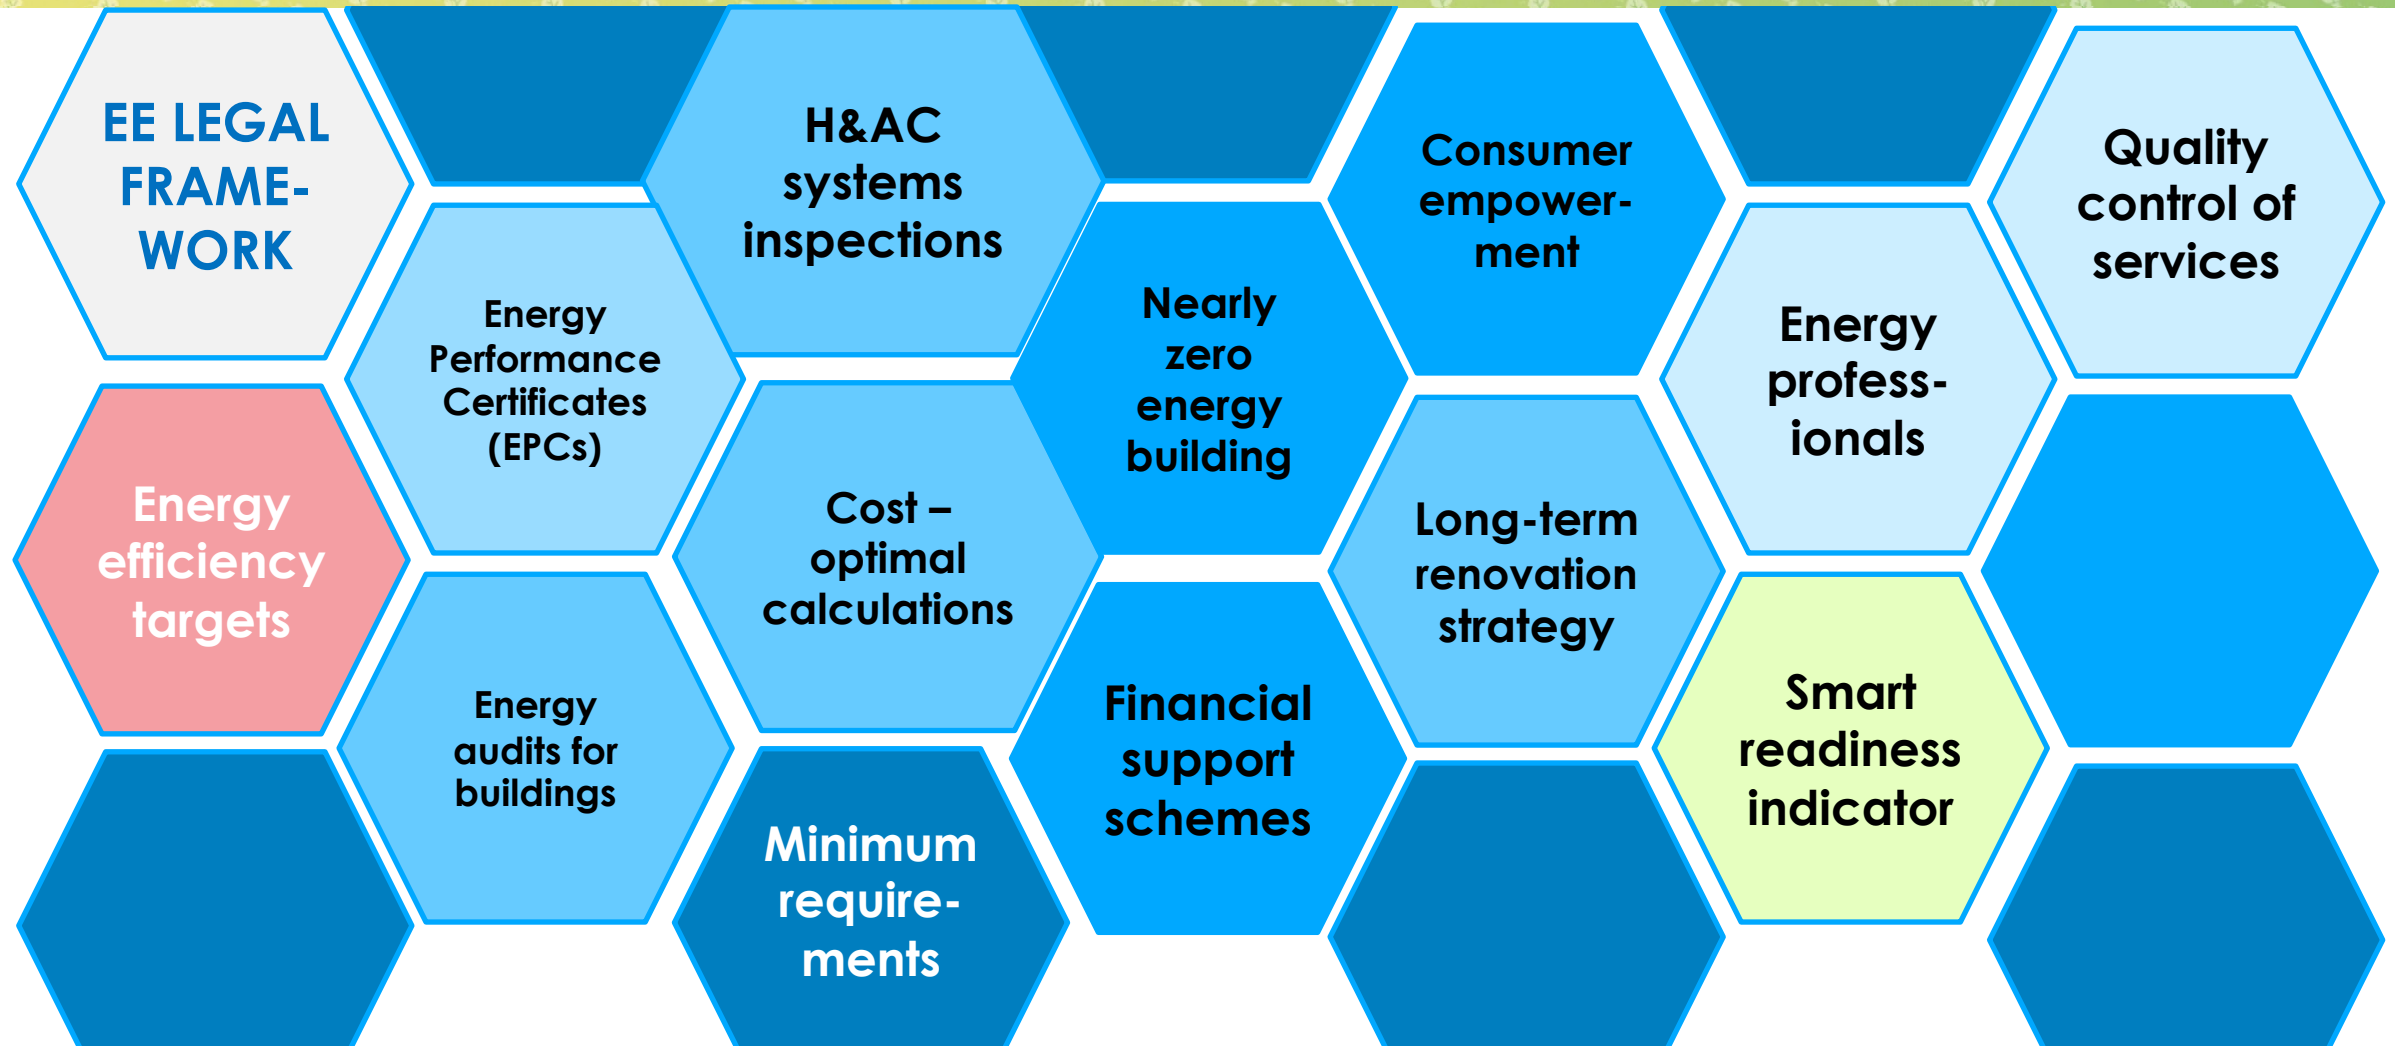 EE LEGAL
FRAME-
WORK
Energy
efficiency
targets
Energy
Performance
Certificates
(EPCs)
Energy
audits for
buildings
H&AC
systems
inspections
Cost –
optimal
calculations
Minimum
require-
ments
Nearly
zero
energy
building
Financial
support
schemes
Consumer
empower-
ment
Long-term
renovation
strategy
Energy
profess-
ionals
Smart
readiness
indicator
Quality
control of
services